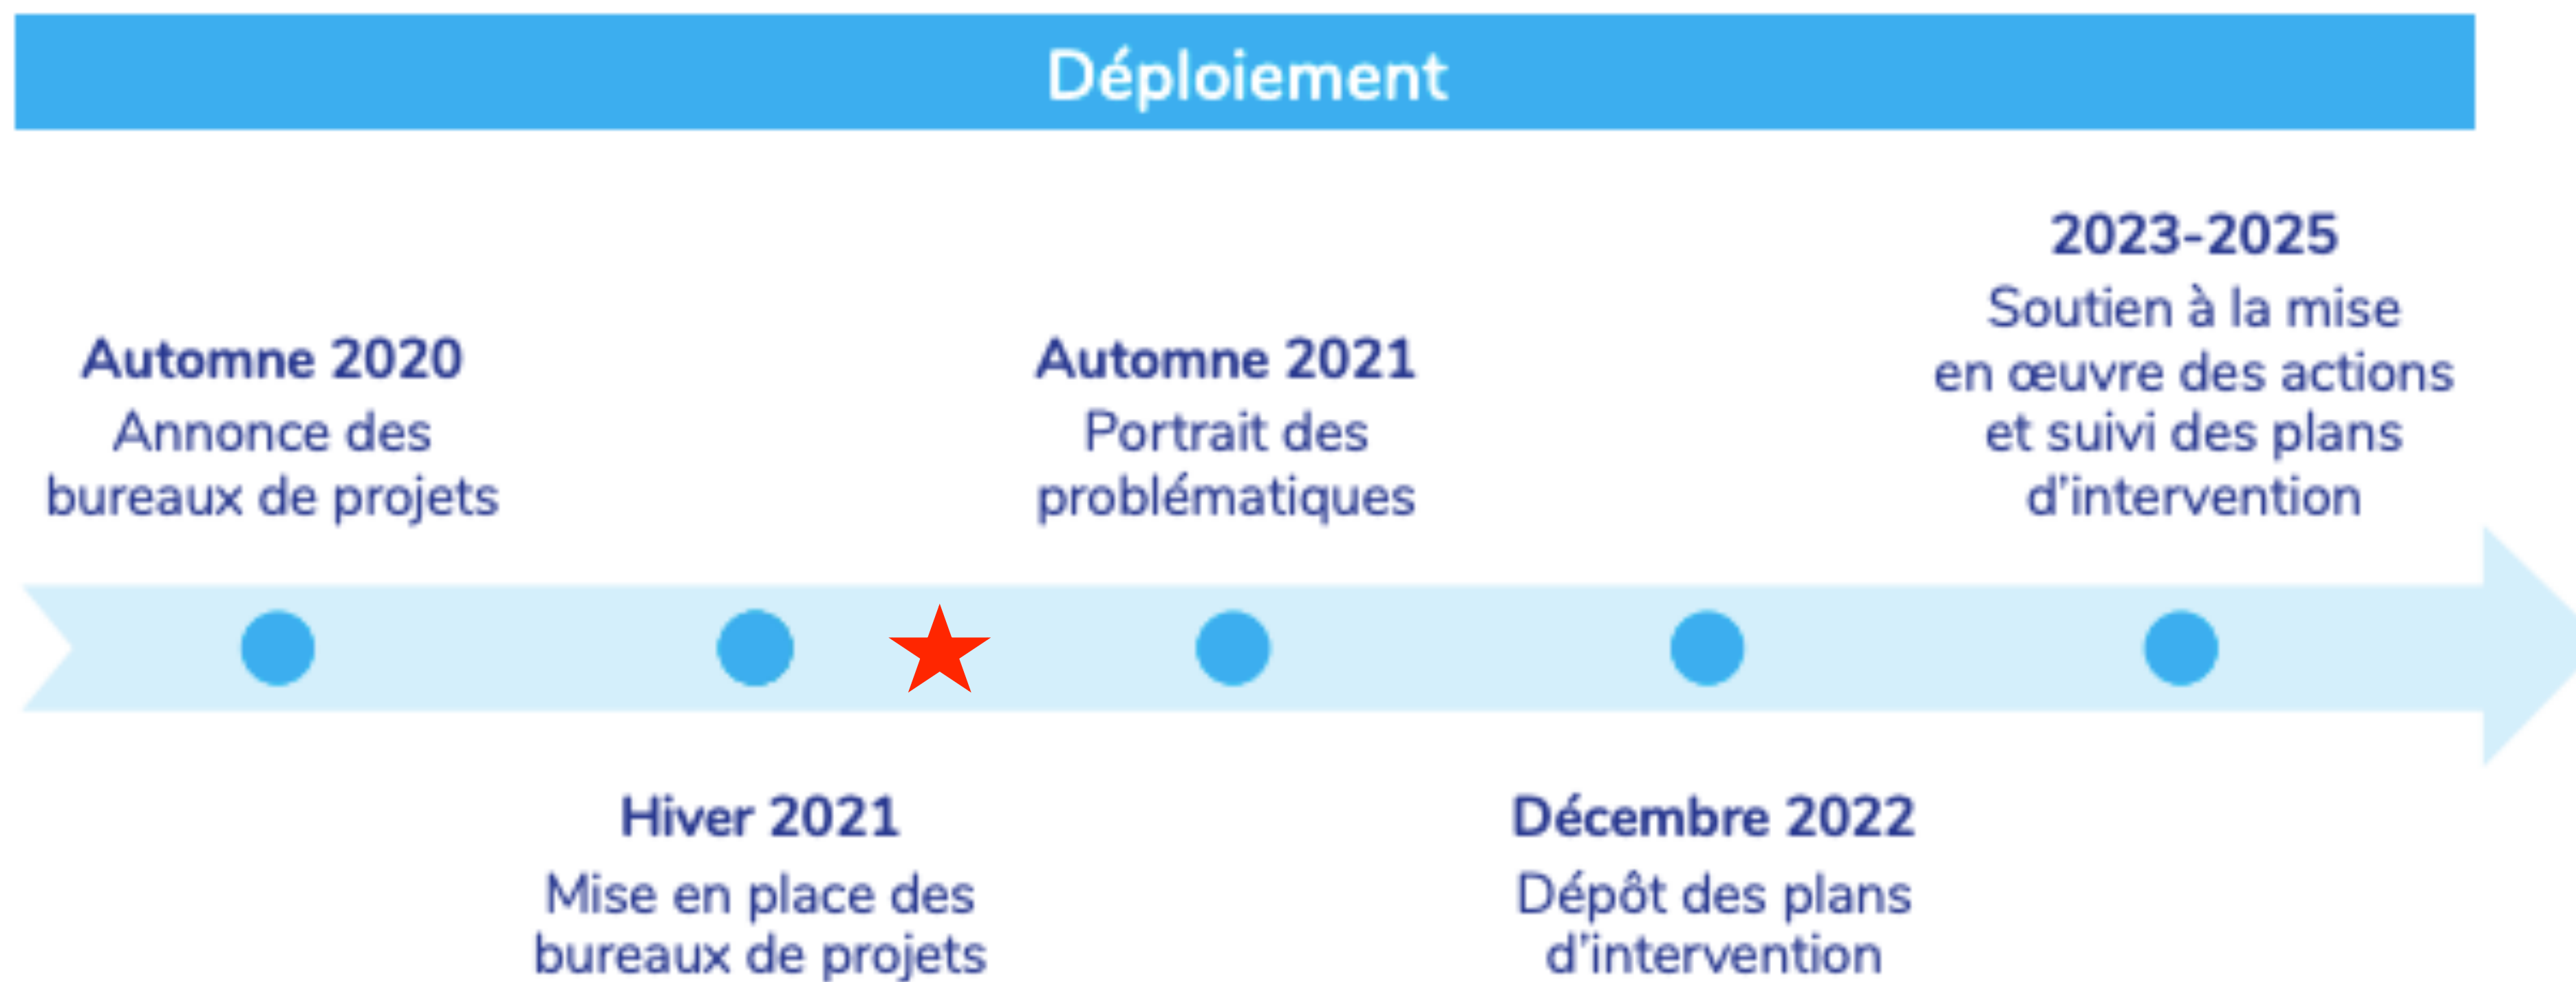 Déploiement
Automne 2020
Annonce des
bureaux de projets
Hiver 2021
Mise en place des
bureaux de projets
Automne 2021
Portrait des
problématiques
Décembre 2022
Dépôt des plans
d'intervention
2023-2025
Soutien à la mise
en œuvre des actions
et suivi des plans
d'intervention